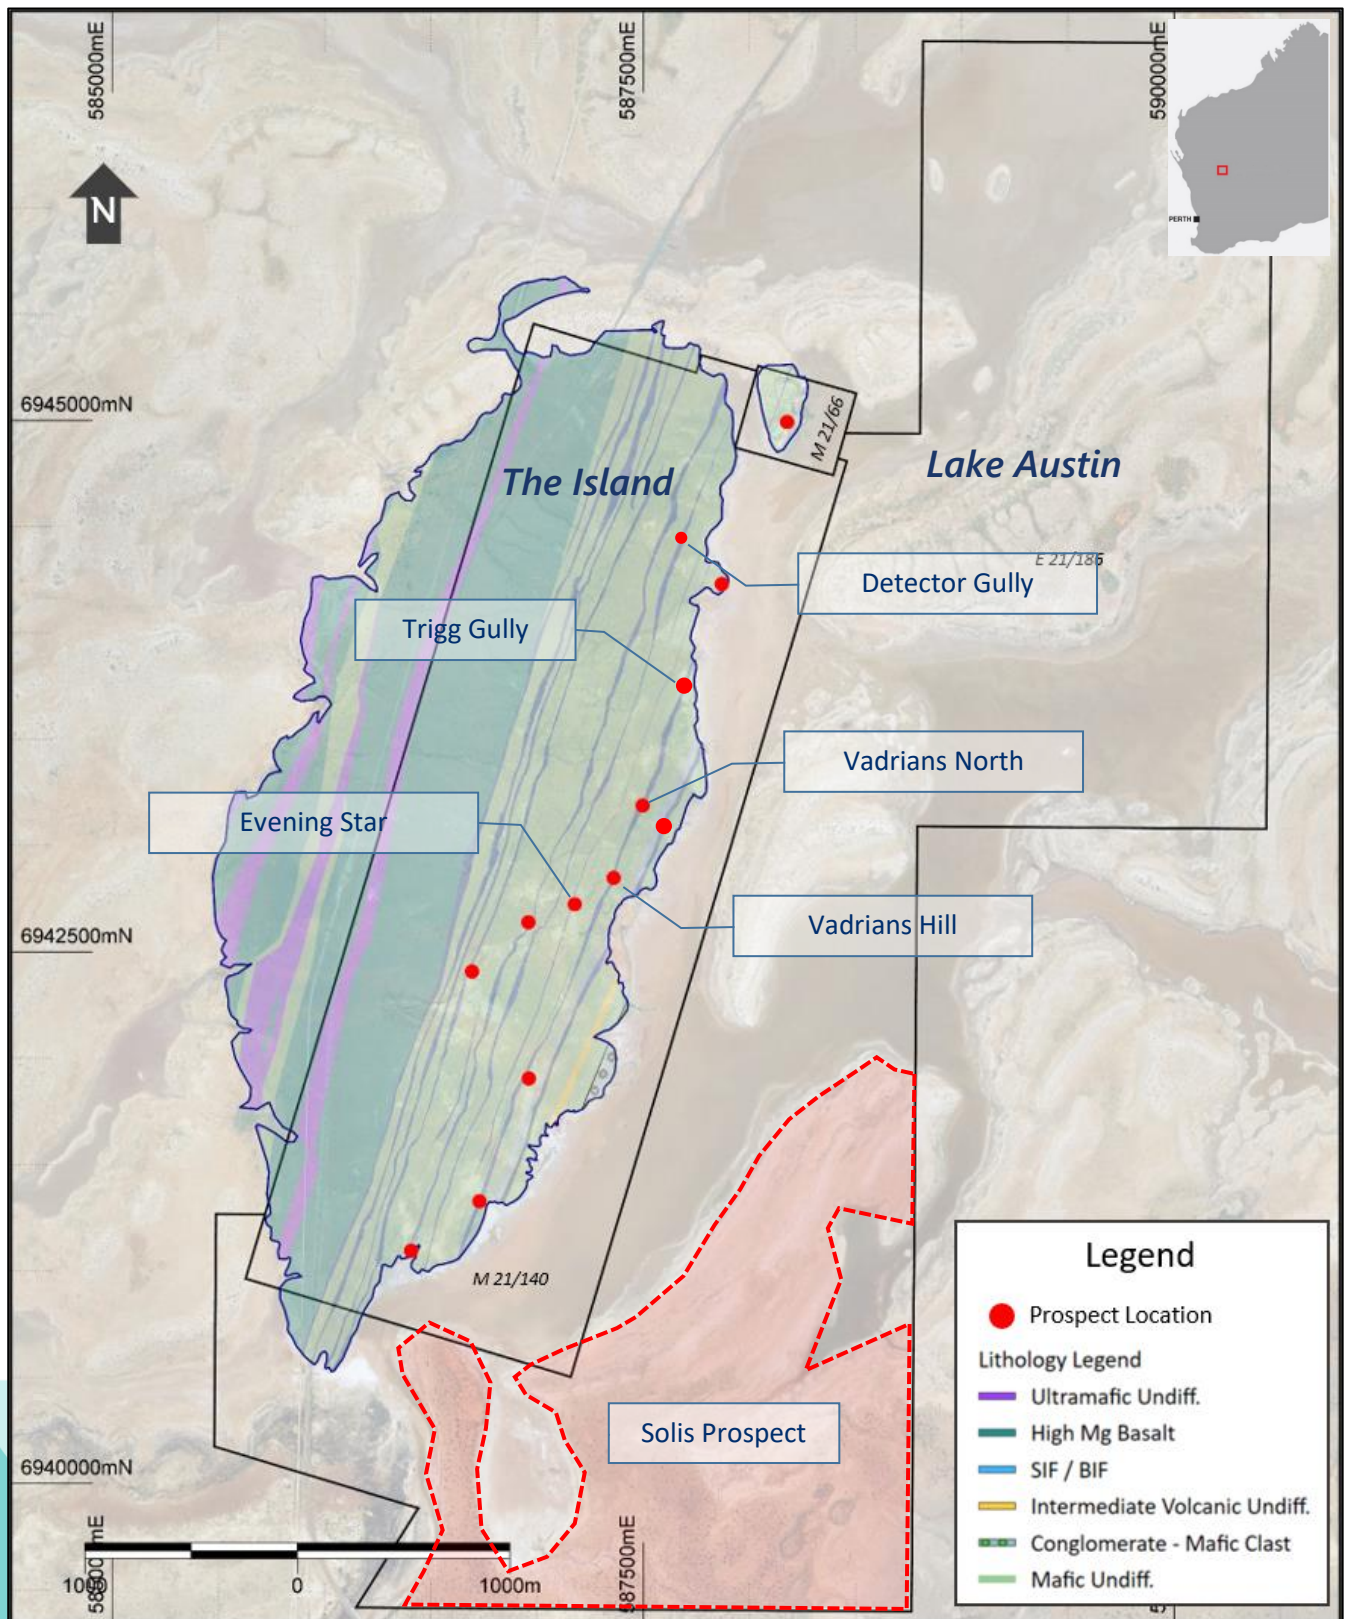 585000mE
587500mE
590000mE
N
PERTH
6945000mN
M 21/66
The Island
Lake Austin
E 21/186
Detector Gully
Trigg Gully
Vadrians North
Evening Star
Vadrians Hill
6942500mN
M 21/140
Solis Prospect
6940000mN
587500mE
0
1000m
Legend
Prospect Location
Lithology Legend
Ultramafic Undiff.
High Mg Basalt
SIF / BIF
Intermediate Volcanic Undiff.
Conglomerate - Mafic Clast
Mafic Undiff.